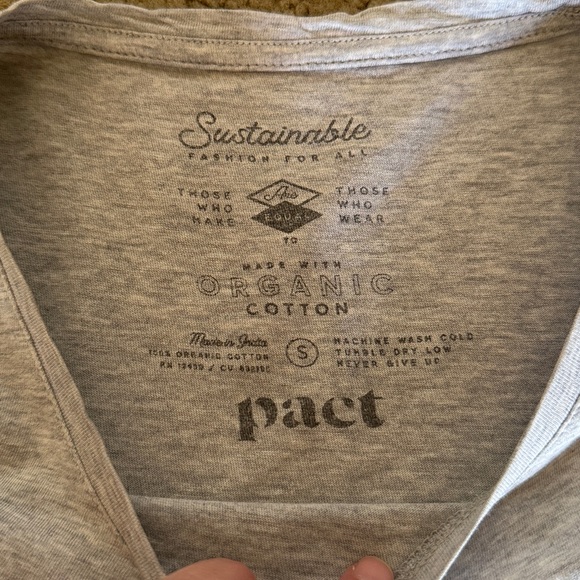 Sustainable
FASHION FOR ALL
THOSE WHO MAKE
Are EQUAL TO
THOSE WHO WEAR
MADE WITH
ORGANIC
COTTON
Made in India
100% ORGANIC COTTON
S
MACHINE WASH COLD
TUMBLE DRY LOW
NEVER GIVE UP
pact